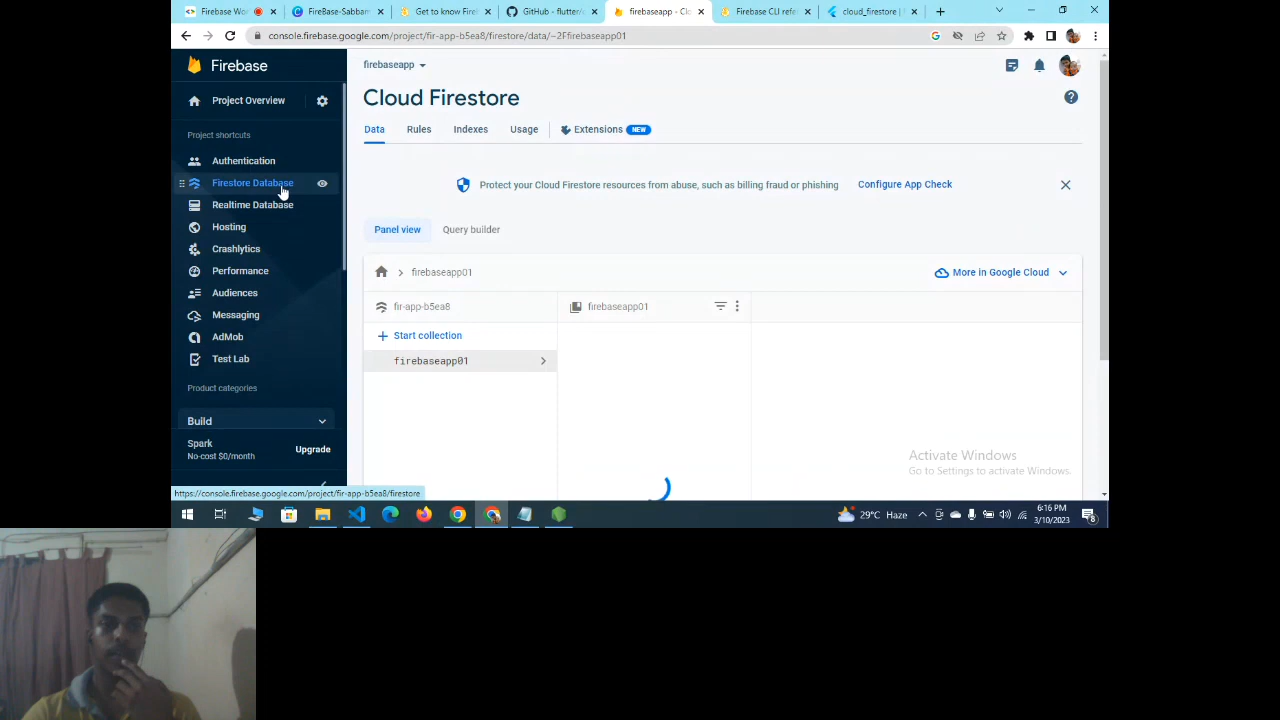 Firebase Wor
FireBase-Sabbam
Get to know Fire
GitHub - flutter/
firebaseapp - Clo
Firebase CLI refe
cloud_firestore |
console.firebase.google.com/project/fir-app-b5ea8/firestore/data/~2Ffirebaseapp01
Firebase
Project Overview
Project shortcuts
Authentication
Firestore Database
Realtime Database
Hosting
Crashlytics
Performance
Audiences
Messaging
AdMob
Test Lab
Product categories
Build
Spark
No-cost $0/month
Upgrade
https://console.firebase.google.com/project/fir-app-b5ea8/firestore
firebaseapp
Cloud Firestore
Data Rules Indexes Usage Extensions NEW
Protect your Cloud Firestore resources from abuse, such as billing fraud or phishing Configure App Check
Panel view Query builder
firebaseapp01
More in Google Cloud
fir-app-b5ea8
firebaseapp01
Start collection
firebaseapp01
Activate Windows
Go to Settings to activate Windows.
29°C Haze
6:16 PM
3/10/2023
8